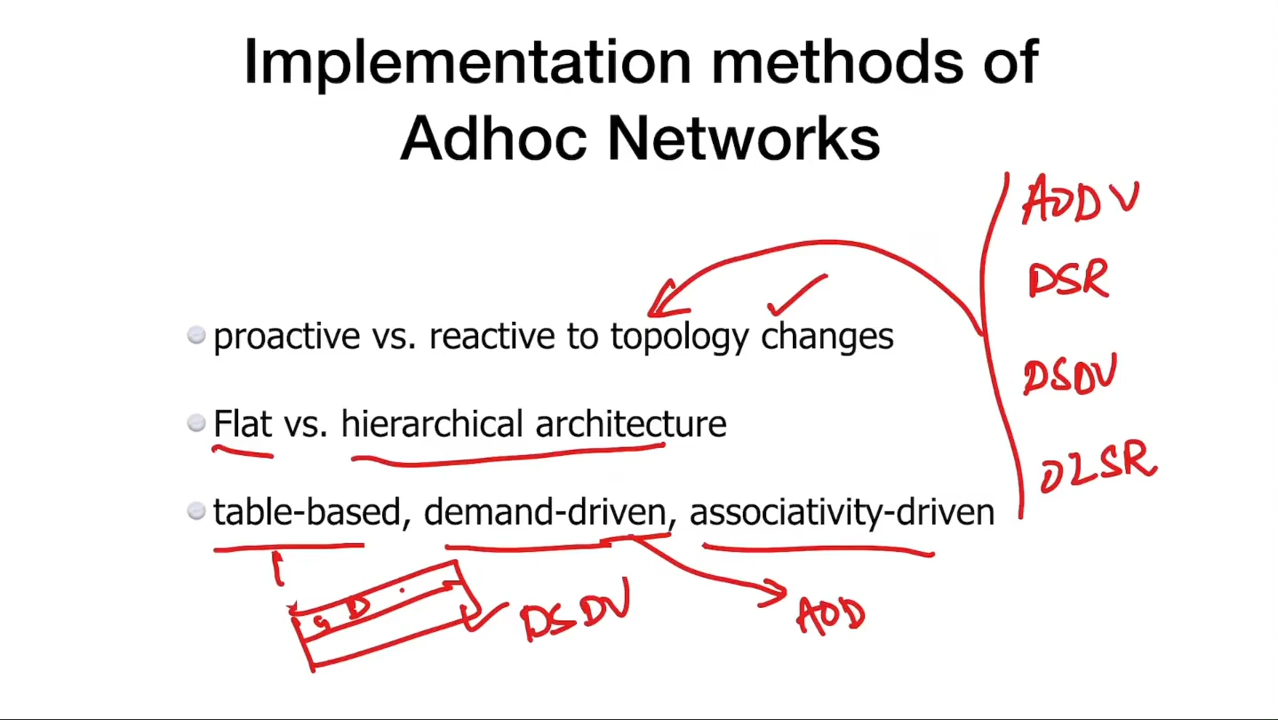 Implementation methods of
Adhoc Networks
AODV
DSR
proactive vs. reactive to topology changes
DSDV
Flat vs. hierarchical architecture
OLSR
table-based, demand-driven, associativity-driven
S D
DSDV
AOD